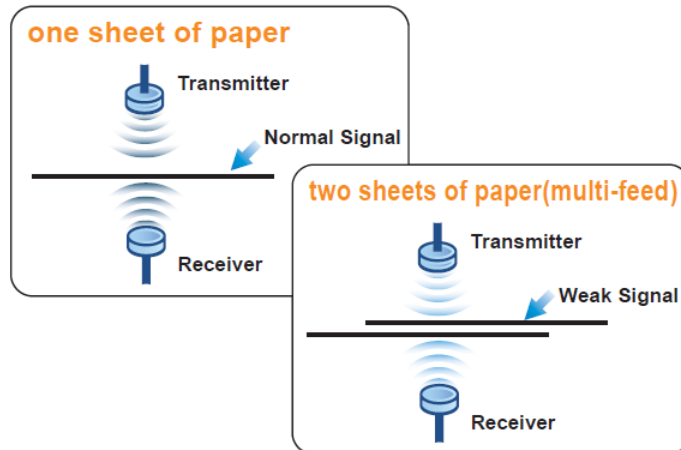 one sheet of paper
Transmitter
Normal Signal
Receiver
two sheets of paper(multi-feed)
Transmitter
Weak Signal
Receiver